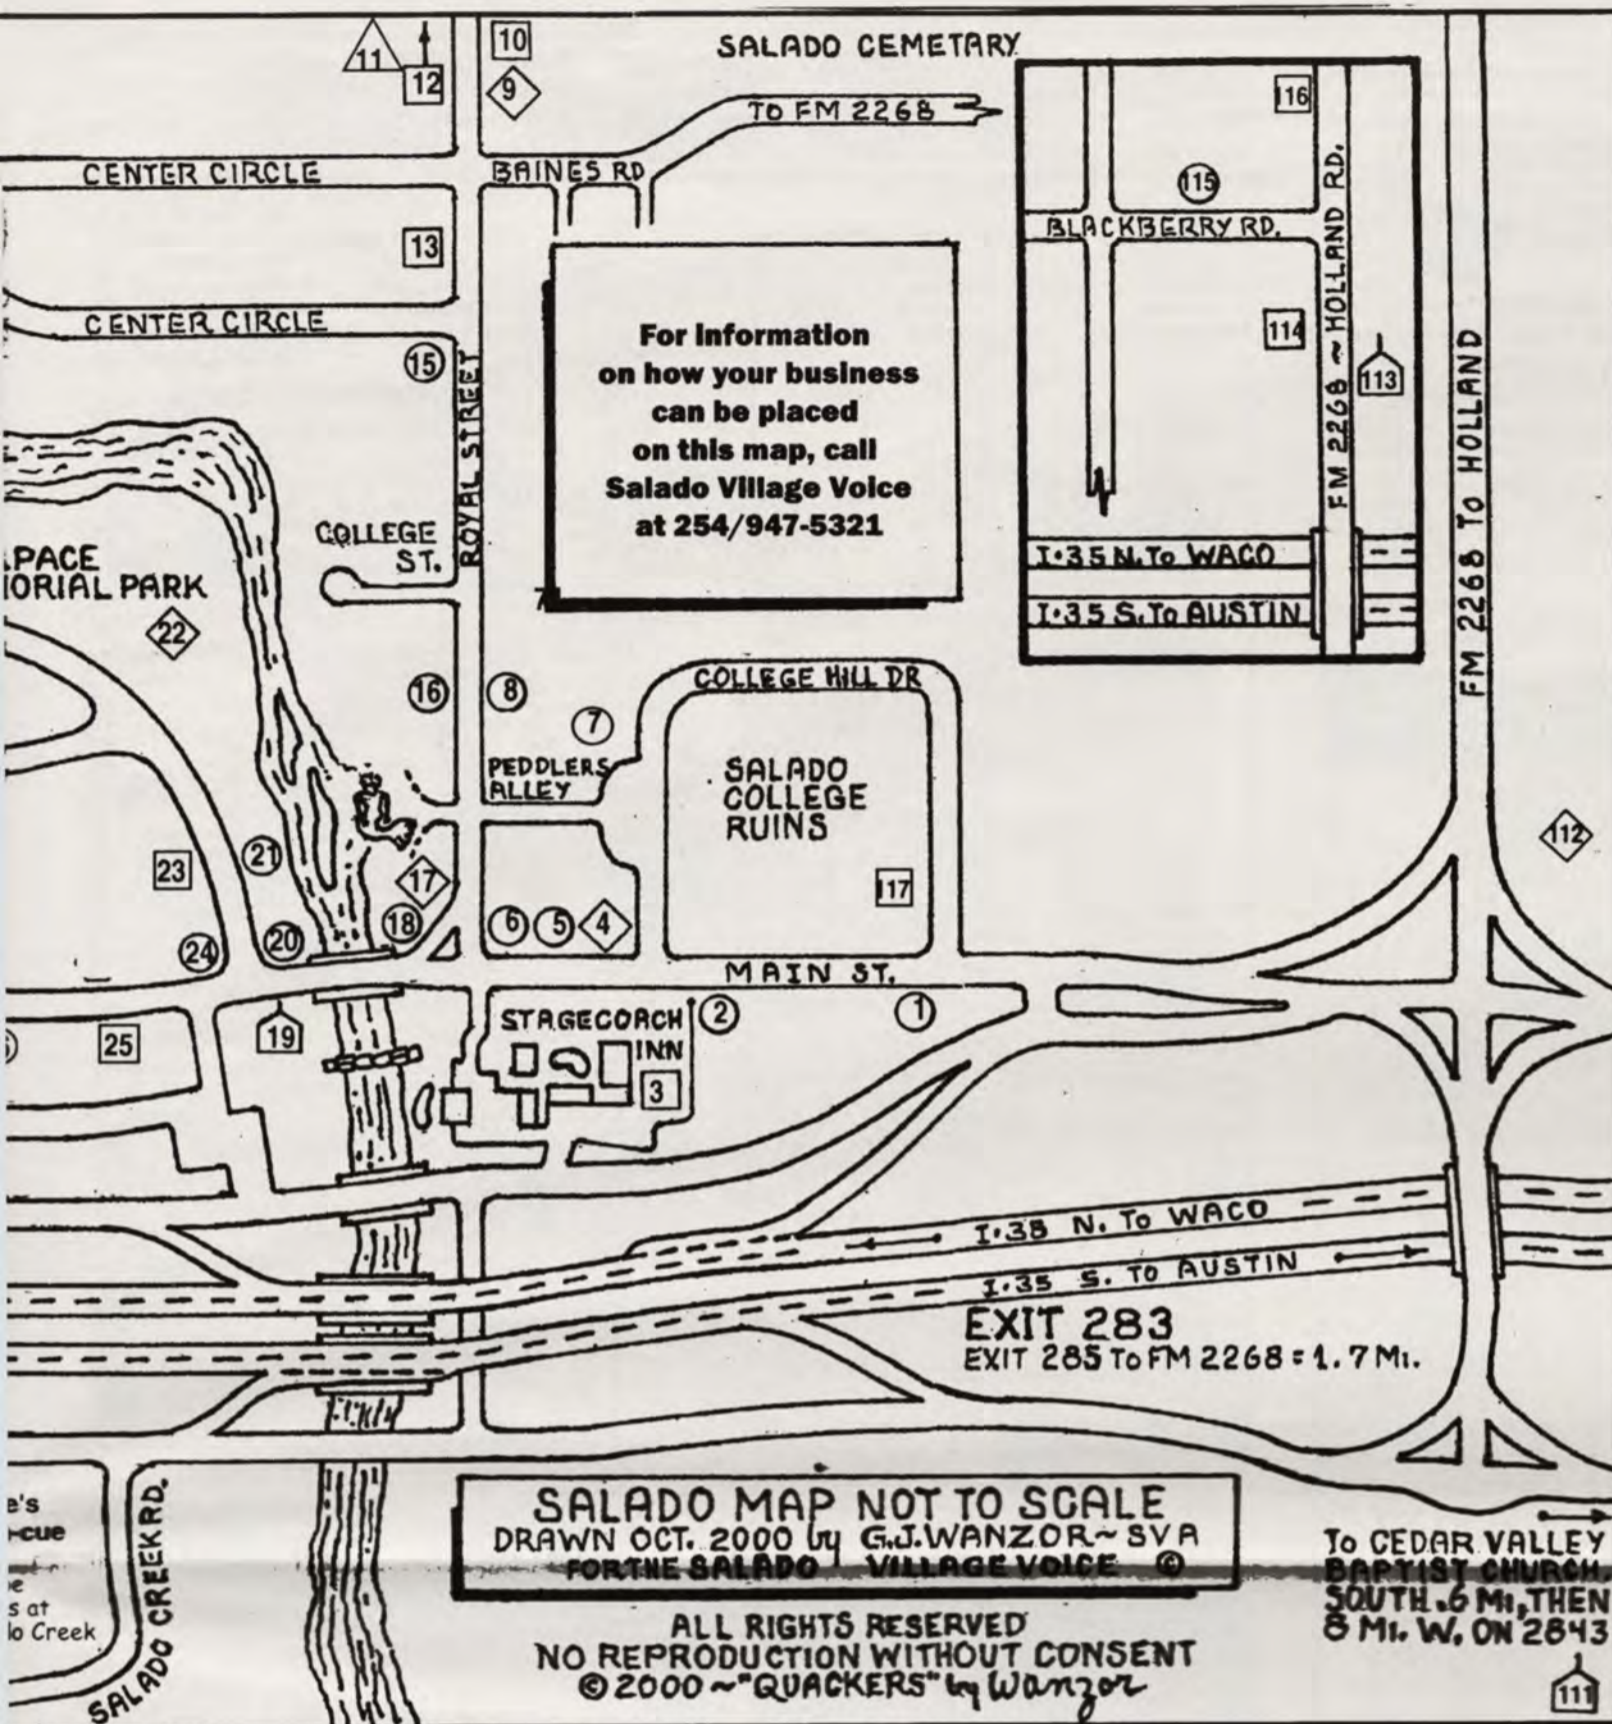 11
12
10
9
SALADO CEMETARY
TO FM 2268
CENTER CIRCLE
BAINES RD
13
CENTER CIRCLE
15
ROYAL STREET
For Information
on how your business
can be placed
on this map, call
Salado Village Voice
at 254/947-5321
116
115
BLACKBERRY RD.
FM 2268 ~ HOLLAND RD.
114
113
I·35 N. To WACO
I·35 S. To AUSTIN
FM 2268 TO HOLLAND
COLLEGE
ST.
PACE
ORIAL PARK
22
16
8
7
COLLEGE HILL DR
PEDDLERS
ALLEY
SALADO
COLLEGE
RUINS
117
112
23
21
17
24
20
18
6
5
4
MAIN ST.
25
19
STAGECOACH
INN
3
2
1
I·38 N. To WACO
I·35 S. TO AUSTIN
EXIT 283
EXIT 285 To FM 2268 = 1.7 MI.
e's
-cue
e
s at
lo Creek
SALADO CREEK RD.
SALADO MAP NOT TO SCALE
DRAWN OCT. 2000 by G.J. WANZOR ~ SVA
FOR THE SALADO VILLAGE VOICE ©
ALL RIGHTS RESERVED
NO REPRODUCTION WITHOUT CONSENT
© 2000 ~ "QUACKERS" by Wanzor
To CEDAR VALLEY
BAPTIST CHURCH.
SOUTH .6 MI, THEN
8 MI. W. ON 2843
111